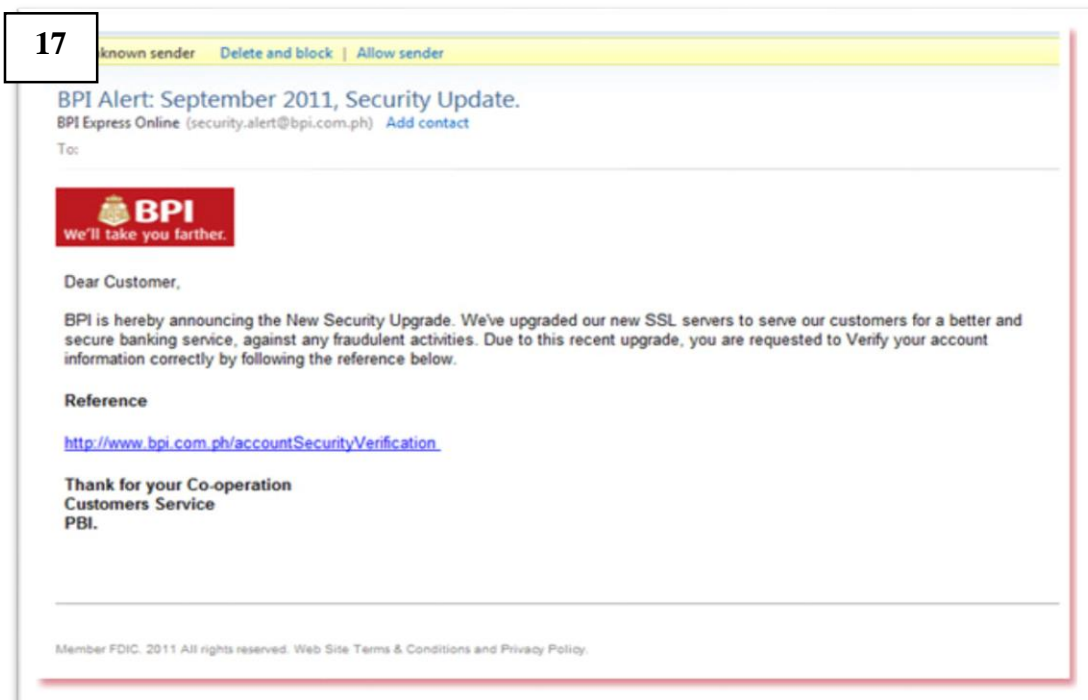 17
known sender Delete and block | Allow sender
BPI Alert: September 2011, Security Update.
BPI Express Online (security.alert@bpi.com.ph) Add contact
To:
BPI
We'll take you farther.
Dear Customer,
BPI is hereby announcing the New Security Upgrade. We've upgraded our new SSL servers to serve our customers for a better and
secure banking service, against any fraudulent activities. Due to this recent upgrade, you are requested to Verify your account
information correctly by following the reference below.
Reference
http://www.bpi.com.ph/accountSecurityVerification
Thank for your Co-operation
Customers Service
PBI.
Member FDIC. 2011 All rights reserved. Web Site Terms & Conditions and Privacy Policy.